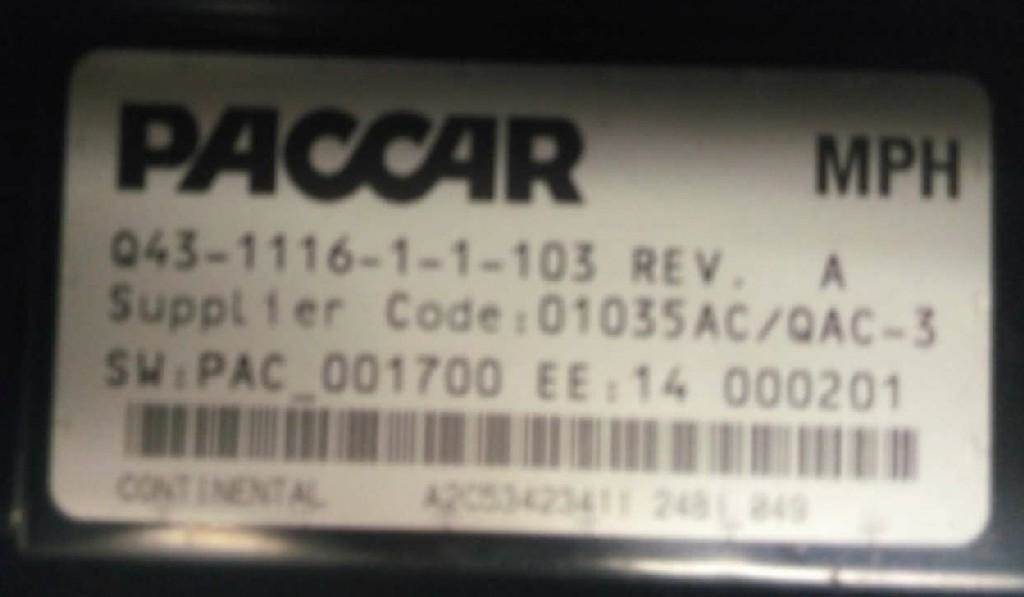 PACCAR MPH
Q43-1116-1-1-103 REV. A
Supplier Code:01035AC/QAC-3
SW:PAC_001700 EE:14 000201
CONTINENTAL A2C53423411